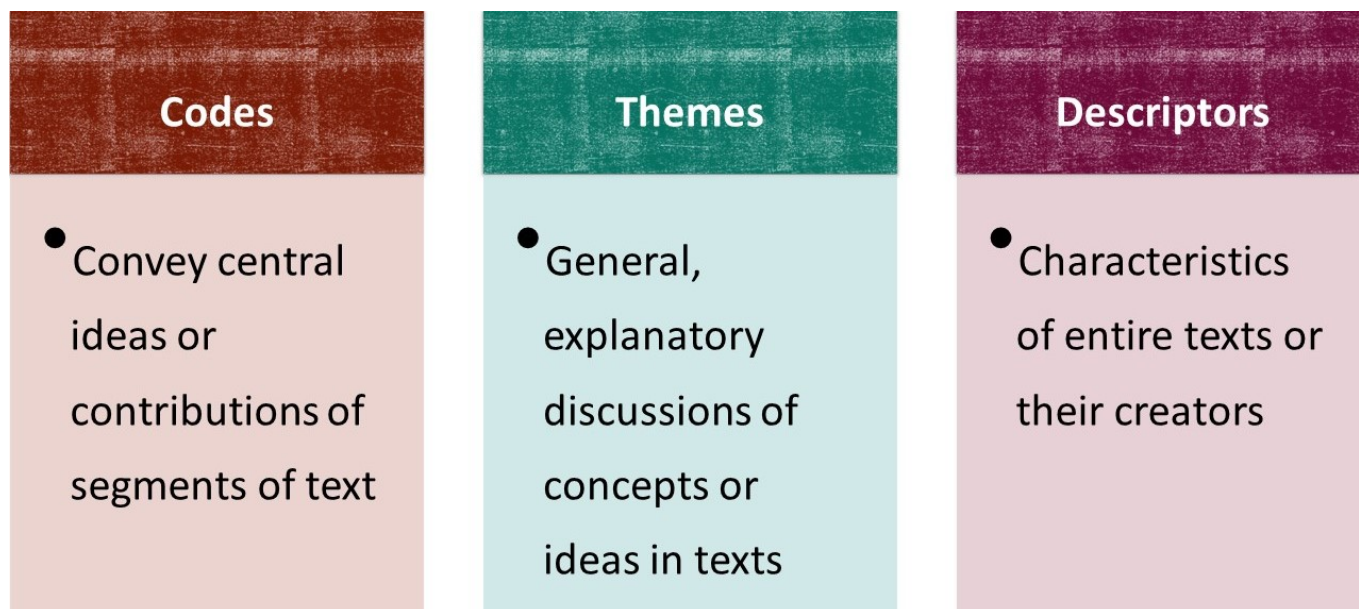 Codes
• Convey central
ideas or
contributions of
segments of text
Themes
• General,
explanatory
discussions of
concepts or
ideas in texts
Descriptors
• Characteristics
of entire texts or
their creators